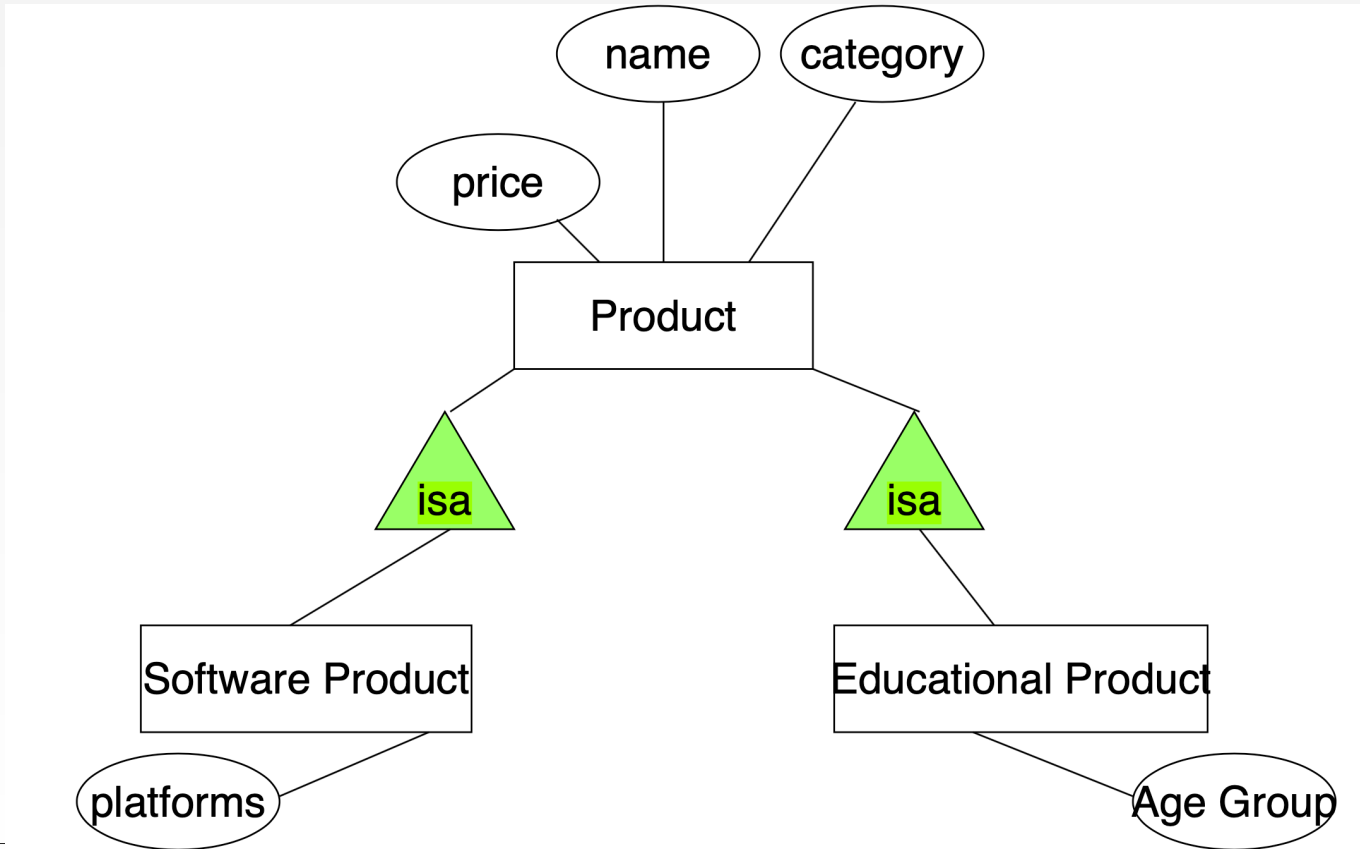 name
category
price
Product
isa
isa
Software Product
Educational Product
platforms
Age Group